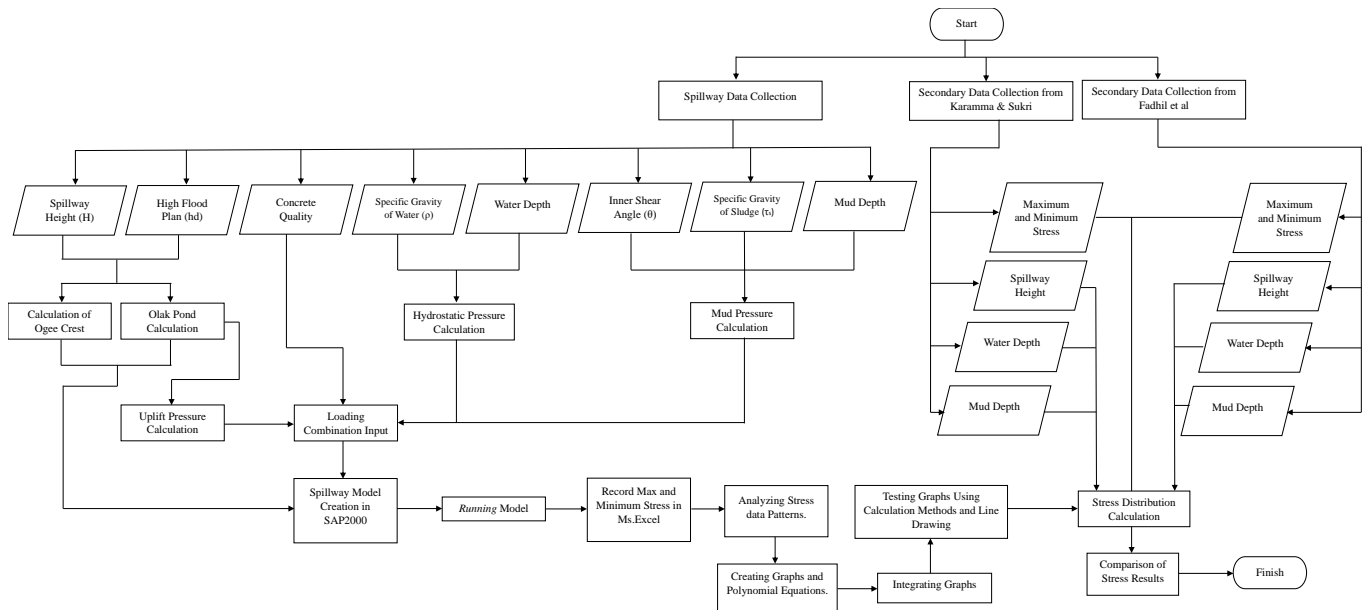 Start
Spillway Data Collection
Secondary Data Collection from
Karamma & Sukri
Secondary Data Collection from
Fadhil et al
Spillway
Height (H)
High Flood
Plan (hd)
Concrete
Quality
Specific Gravity
of Water (ρ)
Water Depth
Inner Shear
Angle (θ)
Specific Gravity
of Sludge (τs)
Mud Depth
Maximum
and Minimum
Stress
Maximum
and Minimum
Stress
Calculation of
Ogee Crest
Olak Pond
Calculation
Hydrostatic Pressure
Calculation
Mud Pressure
Calculation
Spillway
Height
Spillway
Height
Water Depth
Water Depth
Mud Depth
Mud Depth
Uplift Pressure
Calculation
Loading
Combination Input
Spillway Model
Creation in
SAP2000
Running Model
Record Max and
Minimum Stress in
Ms.Excel
Analyzing Stress
data Patterns.
Testing Graphs Using
Calculation Methods and Line
Drawing
Stress Distribution
Calculation
Creating Graphs and
Polynomial Equations.
Integrating Graphs
Comparison of
Stress Results
Finish